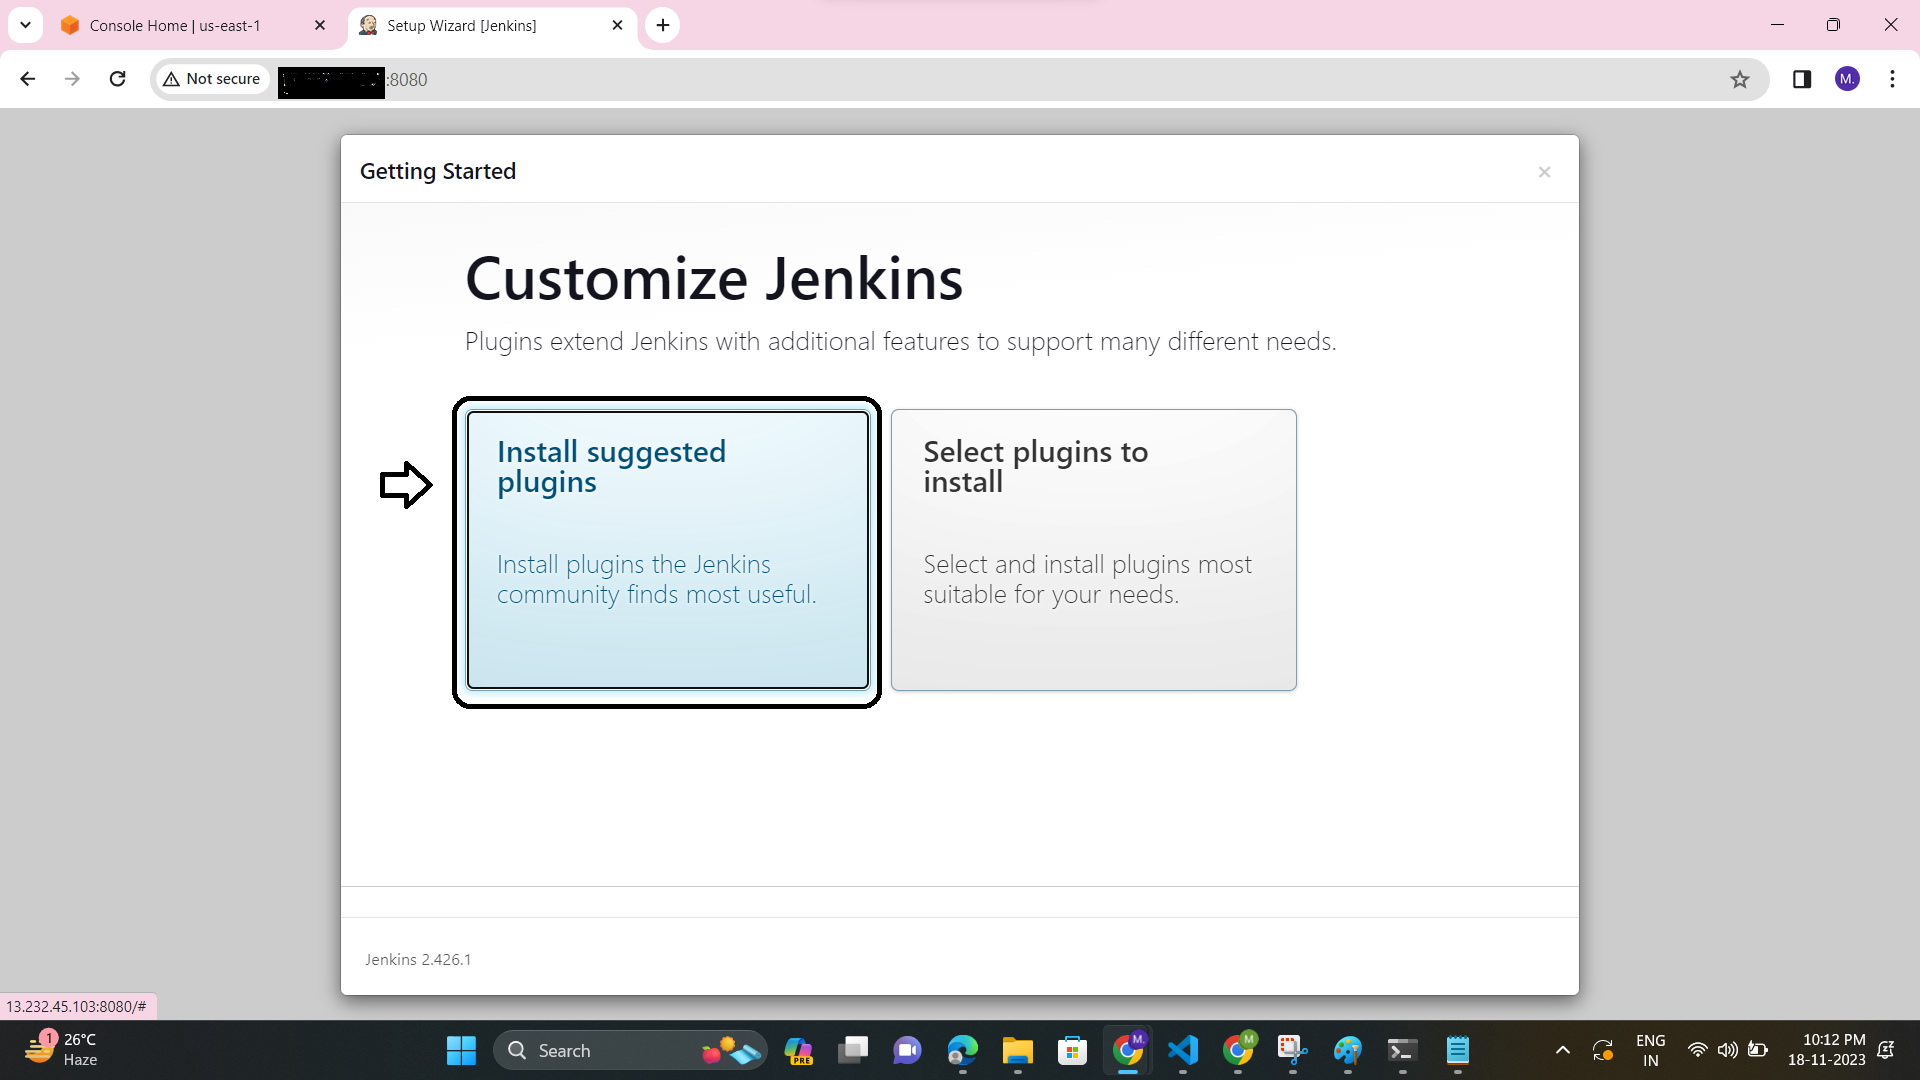 Console Home | us-east-1
Setup Wizard [Jenkins]
Not secure
:8080
M.
Getting Started
Customize Jenkins
Plugins extend Jenkins with additional features to support many different needs.
Install suggested
plugins
Install plugins the Jenkins
community finds most useful.
Select plugins to
install
Select and install plugins most
suitable for your needs.
Jenkins 2.426.1
13.232.45.103:8080/#
1
26°C
Haze
Search
PRE
M.
M
ENG
IN
10:12 PM
18-11-2023